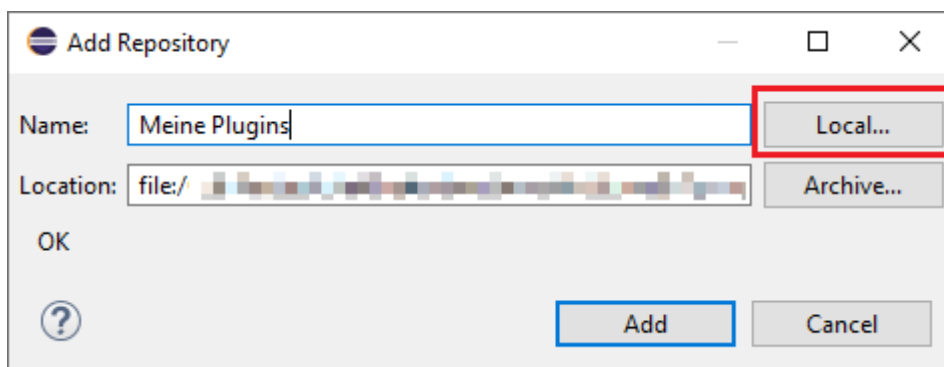 Add Repository
Name: Meine Plugins Local...
Location: file:/ Archive...
OK
Add Cancel